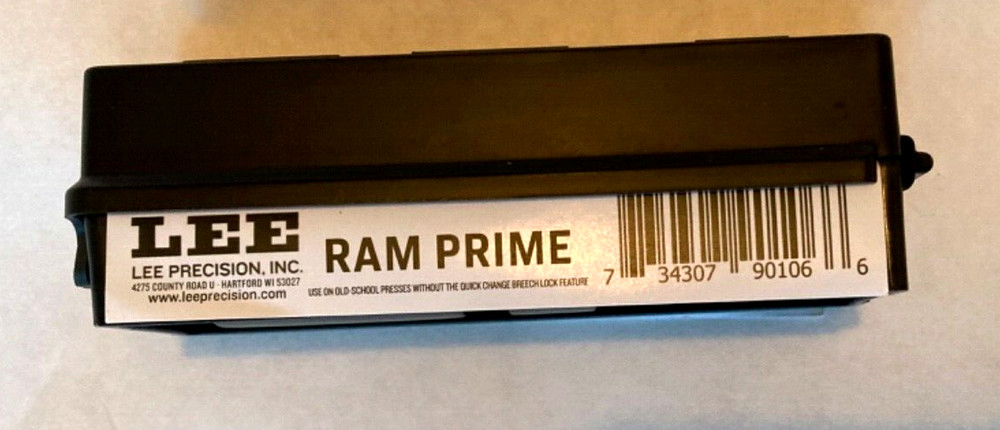 LEE
LEE PRECISION, INC.
4275 COUNTY ROAD U · HARTFORD WI 53027
www.leeprecision.com
RAM PRIME
USE ON OLD-SCHOOL PRESSES WITHOUT THE QUICK CHANGE BREECH LOCK FEATURE
7 34307 90106 6